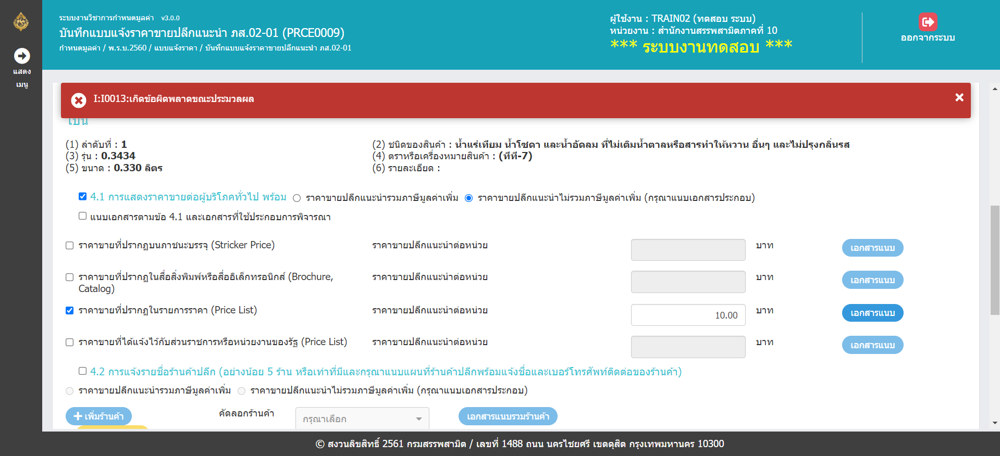 แสดง
เมนู
ระบบงานวิชาการกำหนดมูลค่า v3.0.0
บันทึกแบบแจ้งราคาขายปลีกแนะนำ ภส.02-01 (PRCE0009)
กำหนดมูลค่า / พ.ร.บ.2560 / แบบแจ้งราคา / บันทึกแบบแจ้งราคาขายปลีกแนะนำ ภส.02-01
ผู้ใช้งาน : TRAIN02 (ทดสอบ ระบบ)
หน่วยงาน : สำนักงานสรรพสามิตภาคที่ 10
*** ระบบงานทดสอบ ***
ออกจากระบบ
I:I0013:เกิดข้อผิดพลาดขณะประมวลผล
เป็น
(1) ลำดับที่ : 1
(2) ชนิดของสินค้า : น้ำแร่เทียม น้ำโซดา และน้ำอัดลม ที่ไม่เติมน้ำตาลหรือสารทำให้หวาน อื่นๆ และไม่ปรุงกลิ่นรส
(3) รุ่น : 0.3434
(4) ตราหรือเครื่องหมายสินค้า : (ทีที-7)
(5) ขนาด : 0.330 ลิตร
(6) รายละเอียด :
4.1 การแสดงราคาขายต่อผู้บริโภคทั่วไป พร้อม ราคาขายปลีกแนะนำรวมภาษีมูลค่าเพิ่ม ราคาขายปลีกแนะนำไม่รวมภาษีมูลค่าเพิ่ม (กรุณาแนบเอกสารประกอบ)
แนบเอกสารตามข้อ 4.1 และเอกสารที่ใช้ประกอบการพิจารณา
ราคาขายที่ปรากฏบนภาชนะบรรจุ (Stricker Price) ราคาขายปลีกแนะนำต่อหน่วย บาท เอกสารแนบ
ราคาขายที่ปรากฏในสื่อสิ่งพิมพ์หรือสื่ออิเล็กทรอนิกส์ (Brochure, ราคาขายปลีกแนะนำต่อหน่วย บาท เอกสารแนบ
Catalog)
ราคาขายที่ปรากฏในรายการราคา (Price List) ราคาขายปลีกแนะนำต่อหน่วย 10.00 บาท เอกสารแนบ
ราคาขายที่ได้แจ้งไว้กับส่วนราชการหรือหน่วยงานของรัฐ (Price List) ราคาขายปลีกแนะนำต่อหน่วย บาท เอกสารแนบ
4.2 การแจ้งรายชื่อร้านค้าปลีก (อย่างน้อย 5 ร้าน หรือเท่าที่มีและกรุณาแนบแผนที่ร้านค้าปลีกพร้อมแจ้งชื่อและเบอร์โทรศัพท์ติดต่อของร้านค้า)
ราคาขายปลีกแนะนำรวมภาษีมูลค่าเพิ่ม ราคาขายปลีกแนะนำไม่รวมภาษีมูลค่าเพิ่ม (กรุณาแนบเอกสารประกอบ)
เพิ่มร้านค้า คัดลอกร้านค้า กรุณาเลือก เอกสารแนบรวมร้านค้า
© สงวนลิขสิทธิ์ 2561 กรมสรรพสามิต / เลขที่ 1488 ถนน นครไชยศรี เขตดุสิต กรุงเทพมหานคร 10300